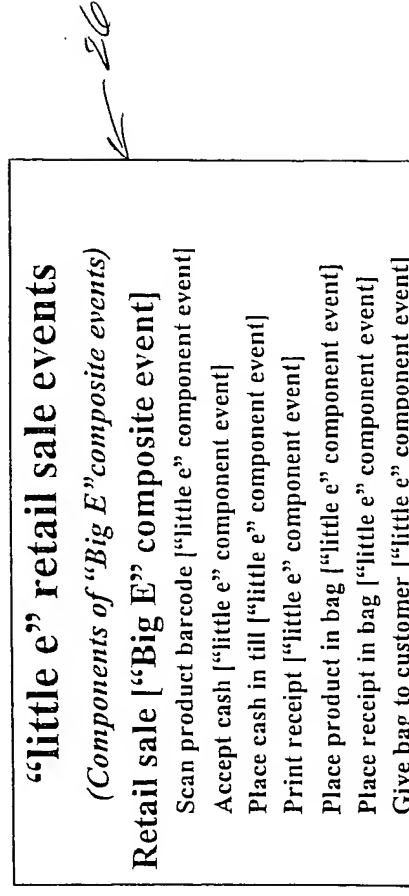 26
“little e” retail sale events
(Components of “Big E”composite events)
Retail sale [“Big E” composite event]
Scan product barcode [“little e” component event]
Accept cash [“little e” component event]
Place cash in till [“little e” component event]
Print receipt [“little e” component event]
Place product in bag [“little e” component event]
Place receipt in bag [“little e” component event]
Give bag to customer [“little e” component event]